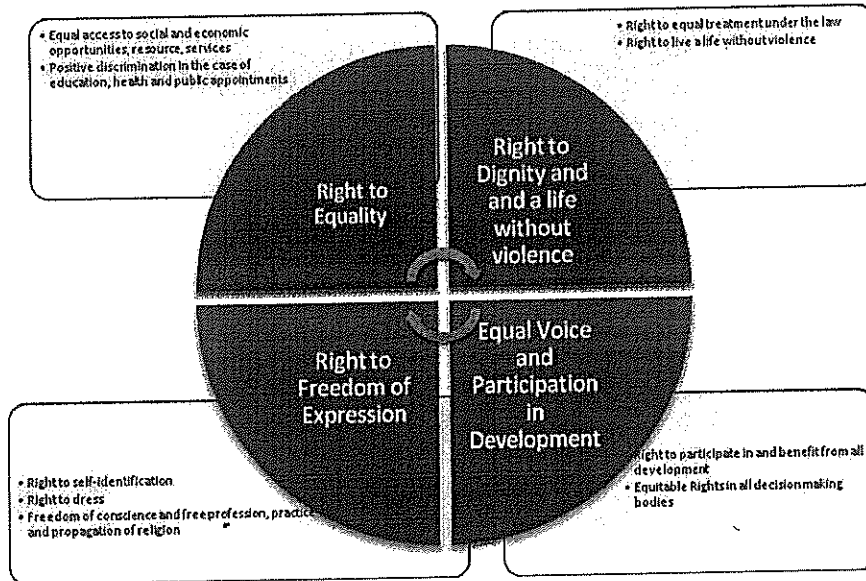 • Equal access to social and economic
opportunities, resource, services
• Positive discrimination in the case of
education, health and public appointments
• Right to equal treatment under the law
• Right to live a life without violence
Right to
Equality
Right to
Dignity and
and a life
without
violence
Right to
Freedom of
Expression
Equal Voice
and
Participation
in
Development
• Right to self-identification
• Right to dress
• Freedom of conscience and free profession, practice
and propagation of religion
Right to participate in and benefit from all
development
• Equitable Rights in all decision making
bodies